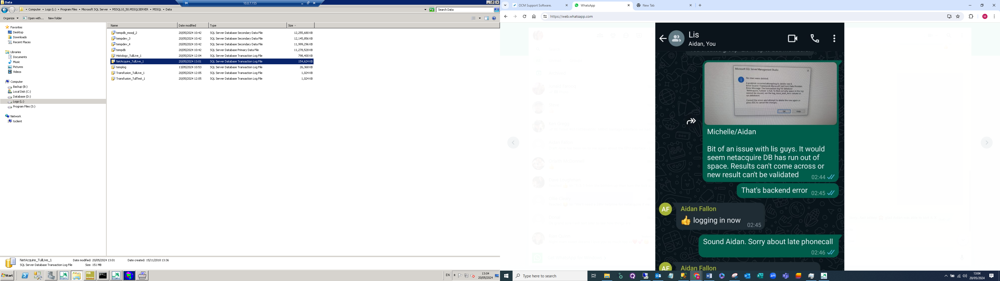 Data
10.0.7.155
Computer Logs (L:) Program Files Microsoft SQL Server MSSQL10_50.MSSQLSERVER MSSQL Data
Search Data
Organize Open with... New folder
Name Date modified Type Size
tempdb_mssql_2 20/05/2024 10:42 SQL Server Database Secondary Data File 12,255,680 KB
tempdev_3 20/05/2024 10:42 SQL Server Database Secondary Data File 12,145,856 KB
tempdev_4 20/05/2024 10:42 SQL Server Database Secondary Data File 11,999,296 KB
tempdb 20/05/2024 10:42 SQL Server Database Primary Data File 11,278,528 KB
Histology_TullLive_1 20/05/2024 12:04 SQL Server Database Transaction Log File 798,400 KB
NetAcquire_TullLive_1 20/05/2024 13:01 SQL Server Database Transaction Log File 154,624 KB
templog 13/05/2024 10:53 SQL Server Database Transaction Log File 26,368 KB
Transfusion_TullLive_1 20/05/2024 12:05 SQL Server Database Transaction Log File 1,024 KB
Transfusion_TullTest_1 20/05/2024 12:05 SQL Server Database Transaction Log File 1,024 KB
Favorites
Desktop
Downloads
Recent Places
Libraries
Documents
Music
Pictures
Videos
Computer
Backup (B:)
Local Disk (C:)
Database (D:)
Logs (L:)
Program Files (S:)
Network
tsclient
NetAcquire_TullLive_1 Date modified: 20/05/2024 13:01 Date created: 15/11/2018 13:36
SQL Server Database Transaction Log File Size: 151 MB
Start
EN
13:04
20/05/2024
OCM Support Software.
WhatsApp
New Tab
https://web.whatsapp.com
M
Lis
Aidan, You
Microsoft SQL Server Management Studio
No rows were deleted.
A problem occurred attempting to delete row 6.
Error Source: Framework Microsoft SqlClient Data Provider.
Error Message: The transaction log for database
'NetAcquire_TullLive' is full. To find out why space in the log
cannot be reused, see the log_reuse_wait_desc column in
sys.databases
Correct the errors and attempt to delete the row again or
press ESC to cancel the changes.
OK Help
Michelle/Aidan
Bit of an issue with lis guys. It would
seem netacquire DB has run out of
space. Results can't come across or
new result can't be validated 02:44
That's backend error 02:45
AF Aidan Fallon
👍 logging in now 02:45
Sound Aidan. Sorry about late phonecall
02:46
AF Aidan Fallon
Type here to search
13:04
20/05/2024